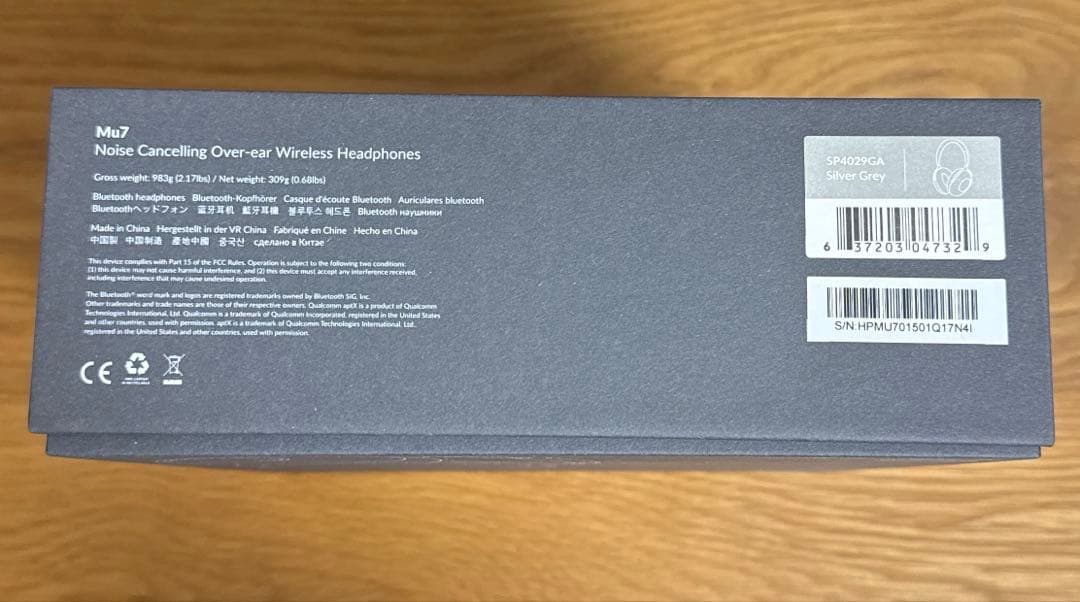 Mu7
Noise Cancelling Over-ear Wireless Headphones
Gross weight: 983g (2.17lbs) / Net weight: 309g (0.68lbs)
Bluetooth headphones Bluetooth-Kopfhörer Casque d'écoute Bluetooth Auriculares bluetooth
Bluetoothヘッドフォン 蓝牙耳机 藍牙耳機 블루투스 헤드폰 Bluetooth наушники
Made in China Hergestellt in der VR China Fabriqué en Chine Hecho en China
中国製 中国制造 產地中國 중국산 сделано в Китае
This device complies with Part 15 of the FCC Rules. Operation is subject to the following two conditions:
(1) this device may not cause harmful interference, and (2) this device must accept any interference received,
including interference that may cause undesired operation.
The Bluetooth® word mark and logos are registered trademarks owned by Bluetooth SIG, Inc.
Other trademarks and trade names are those of their respective owners. Qualcomm aptX is a product of Qualcomm
Technologies International, Ltd. Qualcomm is a trademark of Qualcomm Incorporated, registered in the United States
and other countries, used with permission. aptX is a trademark of Qualcomm Technologies International, Ltd.,
registered in the United States and other countries, used with permission.
CE
SP4029GA
Silver Grey
6 37203 04732 9
S/N:HPMU701501Q17N4I